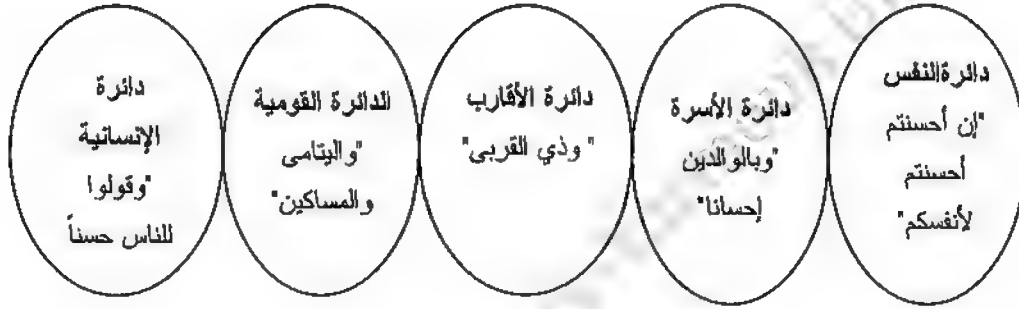 دائرة النفس
"إن أحسنتم
أحسنتم
لأنفسكم"
دائرة الأسرة
"وبالوالدين
إحسانا"
دائرة الأقارب
" وذي القربى"
الدائرة القومية
"واليتامى
والمساكين"
دائرة
الإنسانية
"وقولوا
للناس حسناً